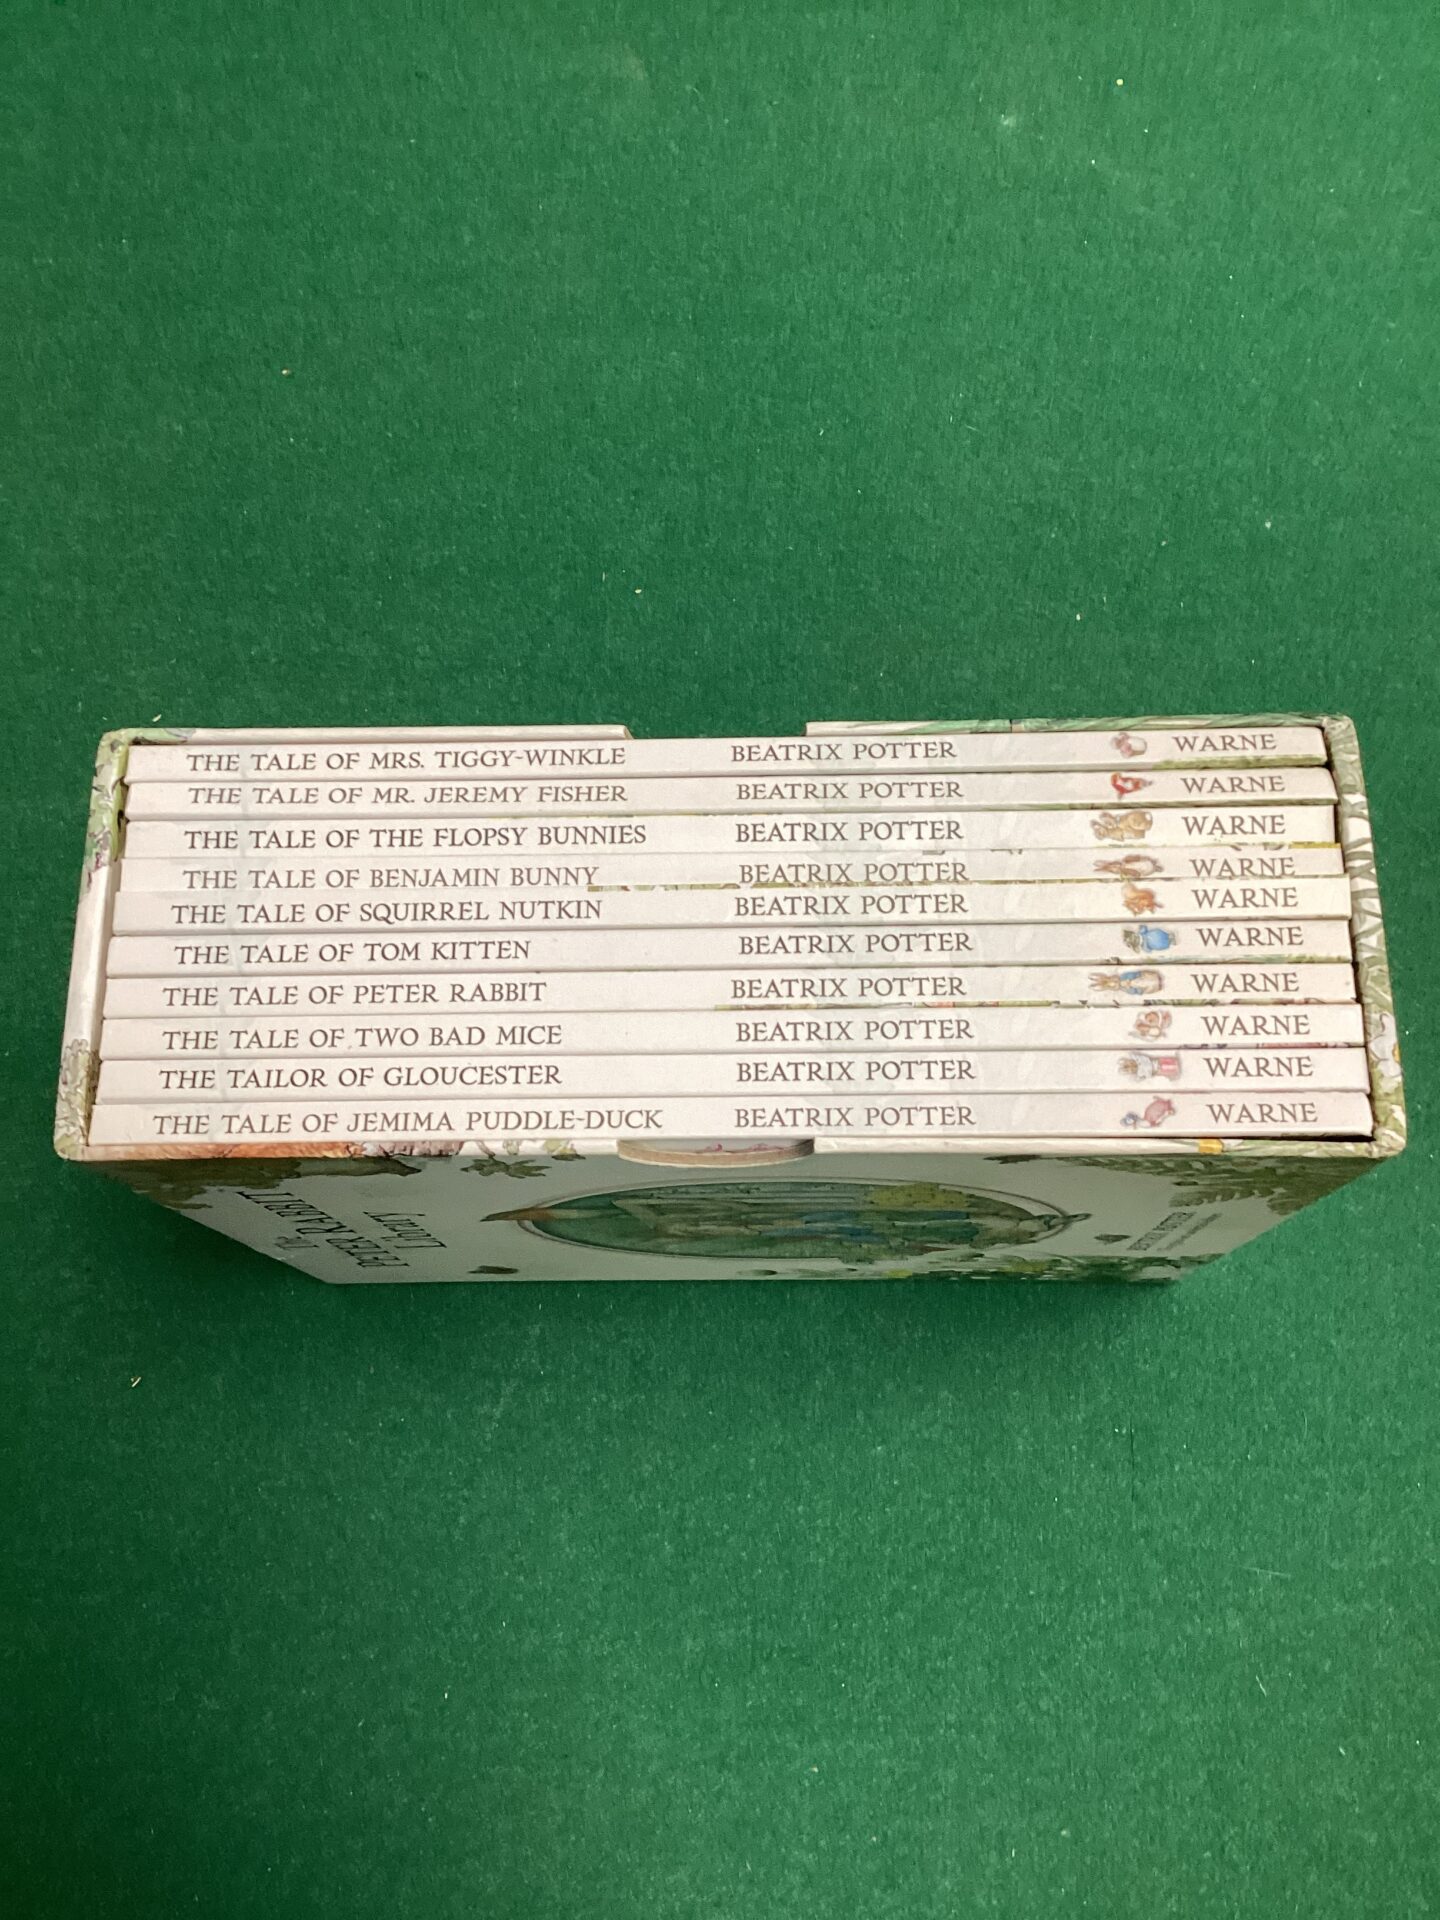 THE TALE OF MRS. TIGGY-WINKLE BEATRIX POTTER WARNE
THE TALE OF MR. JEREMY FISHER BEATRIX POTTER WARNE
THE TALE OF THE FLOPSY BUNNIES BEATRIX POTTER WARNE
THE TALE OF BENJAMIN BUNNY BEATRIX POTTER WARNE
THE TALE OF SQUIRREL NUTKIN BEATRIX POTTER WARNE
THE TALE OF TOM KITTEN BEATRIX POTTER WARNE
THE TALE OF PETER RABBIT BEATRIX POTTER WARNE
THE TALE OF TWO BAD MICE BEATRIX POTTER WARNE
THE TAILOR OF GLOUCESTER BEATRIX POTTER WARNE
THE TALE OF JEMIMA PUDDLE-DUCK BEATRIX POTTER WARNE
The
PETER RABBIT
Library
BEATRIX POTTER